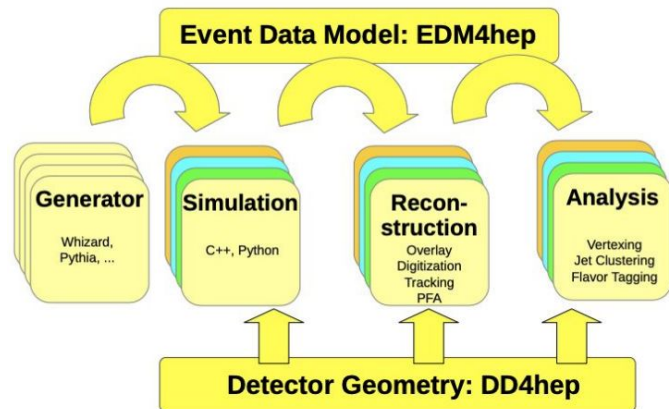 Event Data Model: EDM4hep
Generator
Whizard,
Pythia, ...
Simulation
C++, Python
Recon-
struction
Overlay
Digitization
Tracking
PFA
Analysis
Vertexing
Jet Clustering
Flavor Tagging
Detector Geometry: DD4hep